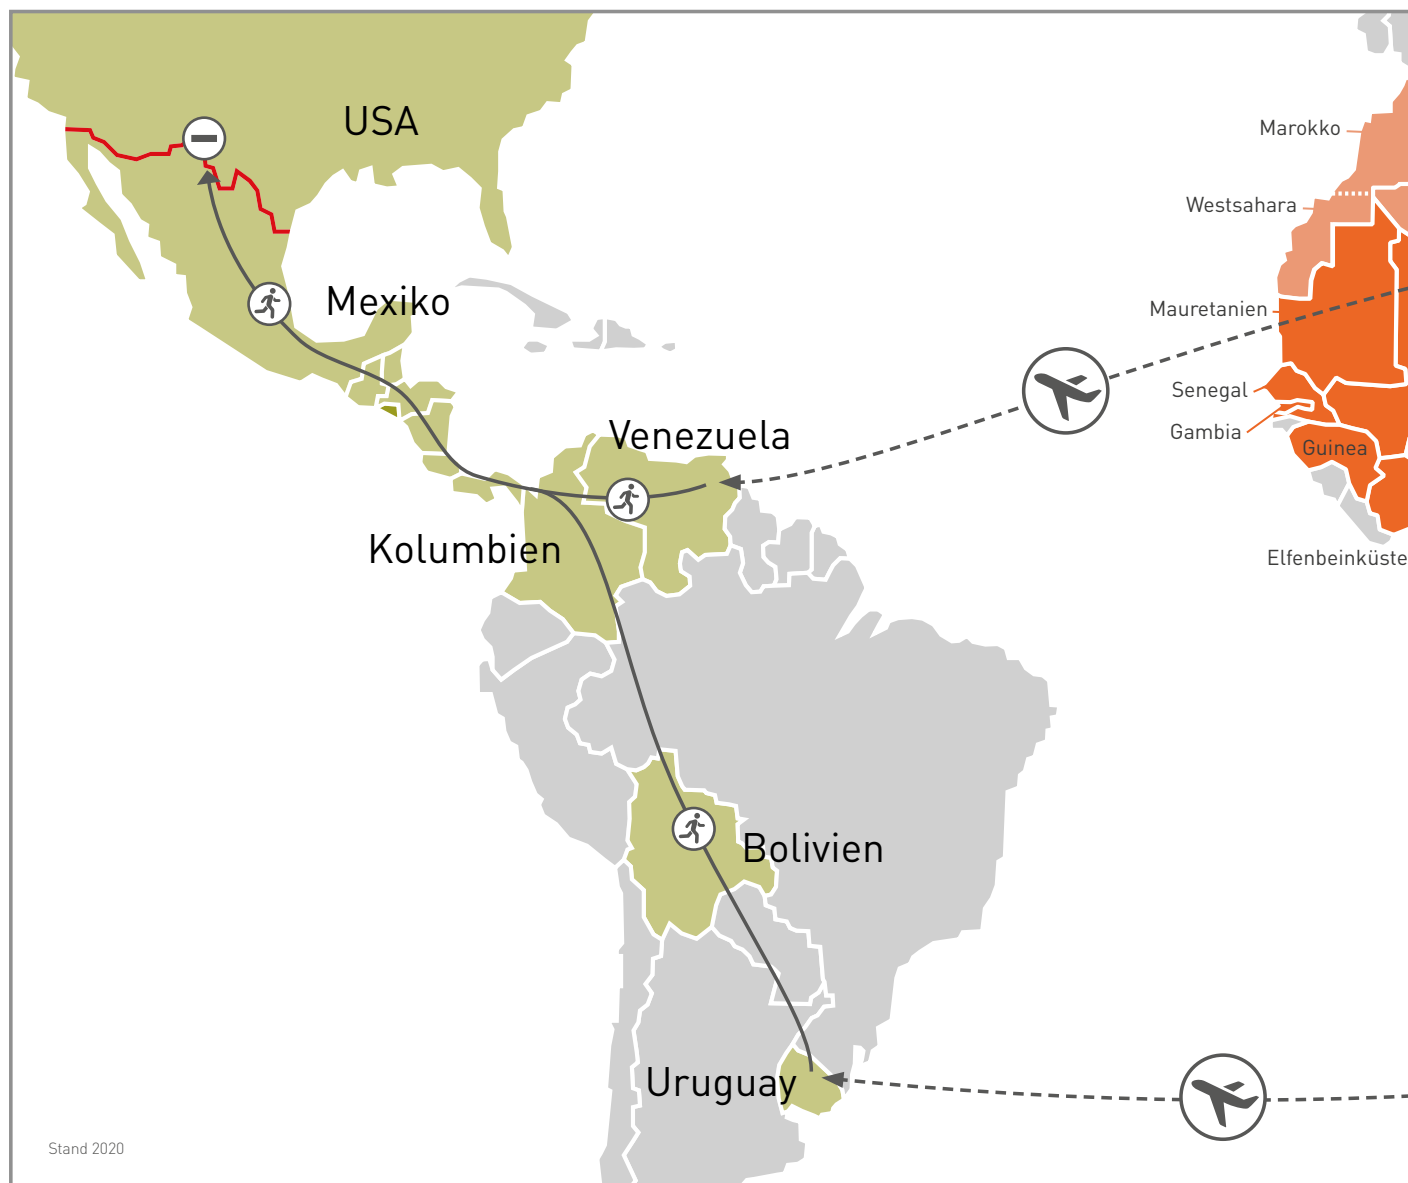 USA
Marokko
Westsahara
Mexiko
Mauretanien
Senegal
Gambia
Venezuela
Guinea
Kolumbien
Elfenbeinküste
Bolivien
Uruguay
Stand 2020